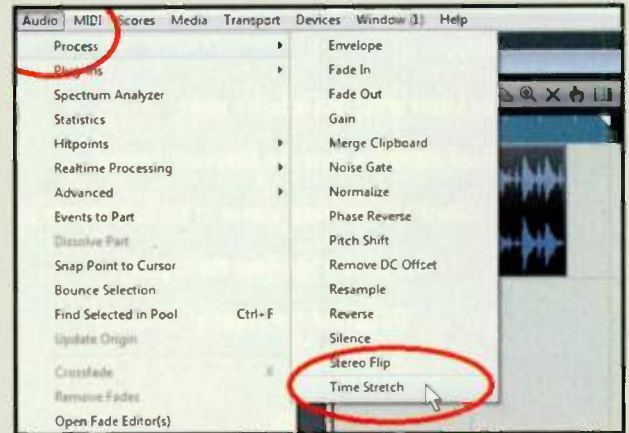 Audio MIDI Scores Media Transport Devices Window (1) Help
Process
Plug-ins
Spectrum Analyzer
Statistics
Hitpoints
Realtime Processing
Advanced
Events to Part
Dissolve Part
Snap Point to Cursor
Bounce Selection
Find Selected in Pool Ctrl+F
Update Origin
Crossfade X
Remove Fades
Open Fade Editor(s)
Envelope
Fade In
Fade Out
Gain
Merge Clipboard
Noise Gate
Normalize
Phase Reverse
Pitch Shift
Remove DC Offset
Resample
Reverse
Silence
Stereo Flip
Time Stretch